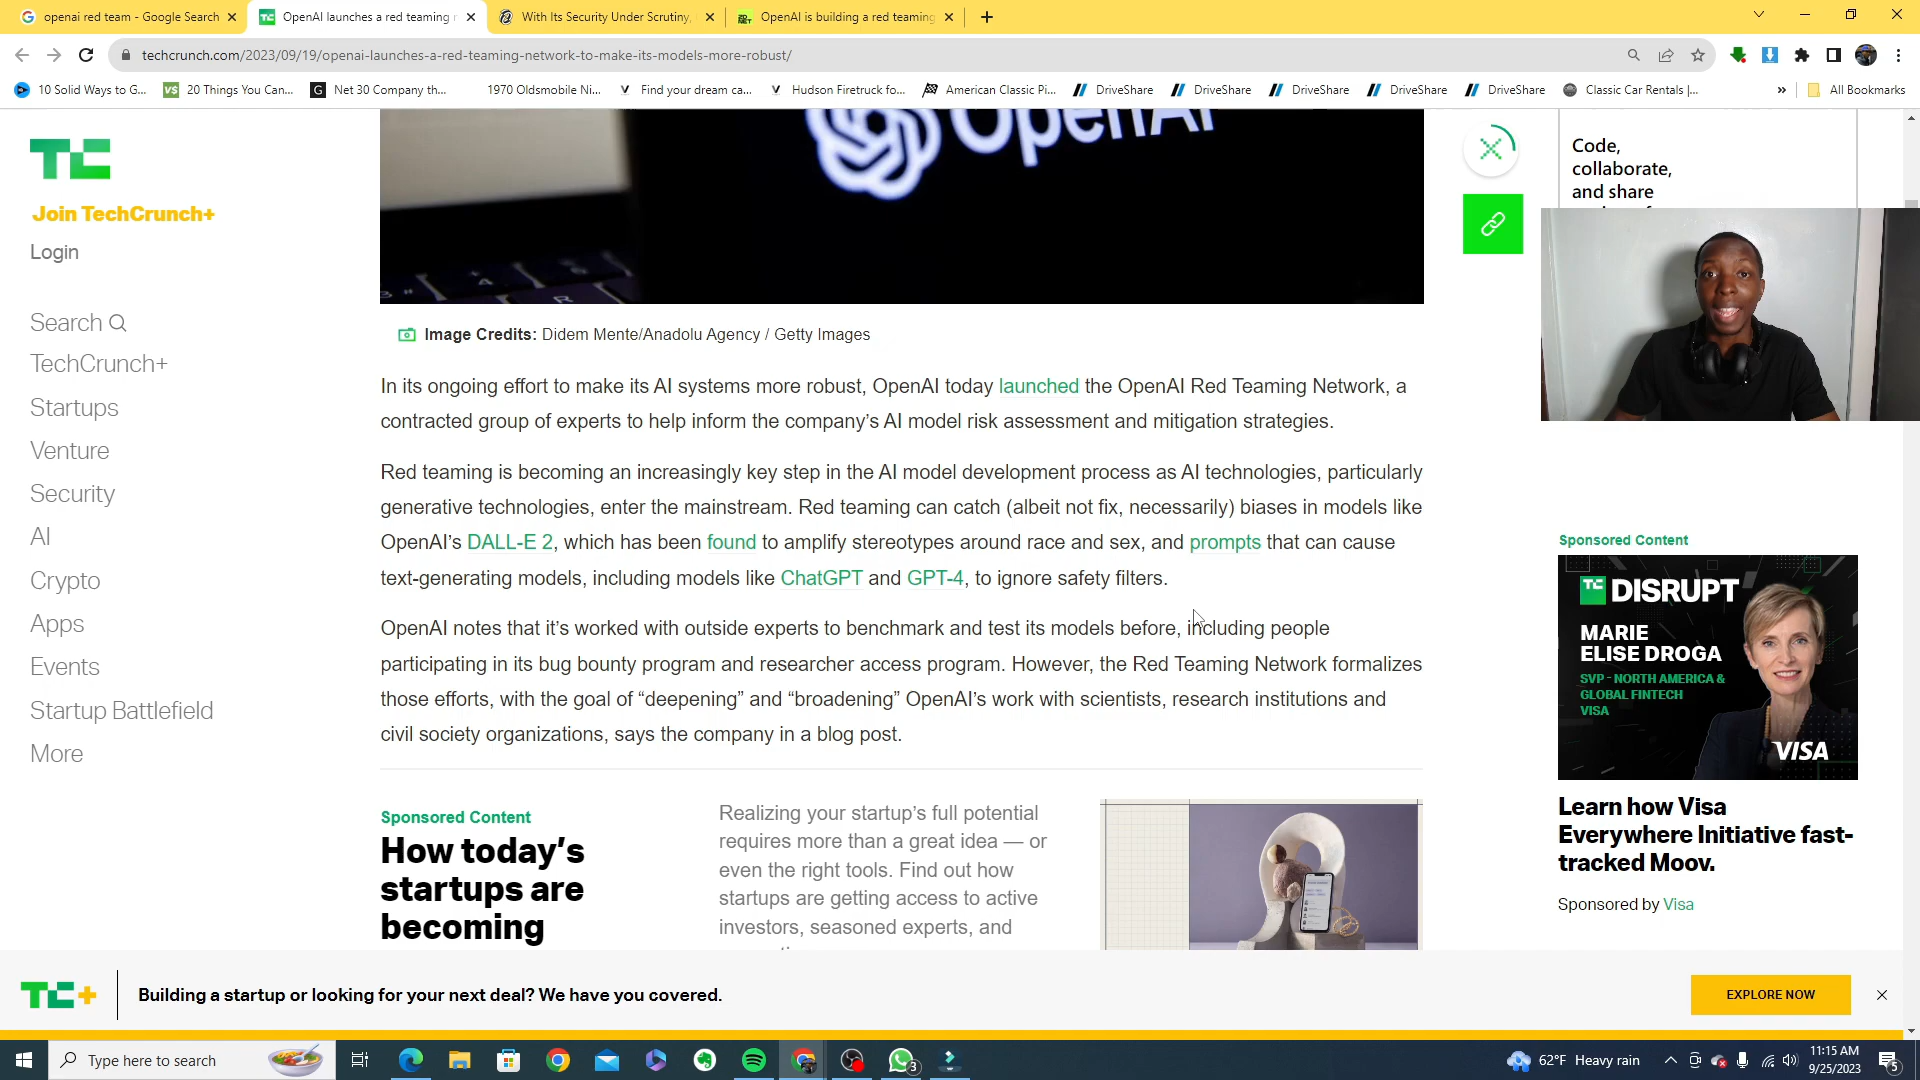 openai red team - Google Search
OpenAI launches a red teaming
With Its Security Under Scrutiny,
OpenAI is building a red teaming
techcrunch.com/2023/09/19/openai-launches-a-red-teaming-network-to-make-its-models-more-robust/
10 Solid Ways to G...
20 Things You Can...
Net 30 Company th...
1970 Oldsmobile Ni...
Find your dream ca...
Hudson Firetruck fo...
American Classic Pi...
DriveShare
DriveShare
DriveShare
DriveShare
DriveShare
Classic Car Rentals |...
»
All Bookmarks
TC
Join TechCrunch+
Login
Search
TechCrunch+
Startups
Venture
Security
AI
Crypto
Apps
Events
Startup Battlefield
More
OpenAI
Image Credits: Didem Mente/Anadolu Agency / Getty Images
In its ongoing effort to make its AI systems more robust, OpenAI today launched the OpenAI Red Teaming Network, a
contracted group of experts to help inform the company’s AI model risk assessment and mitigation strategies.
Red teaming is becoming an increasingly key step in the AI model development process as AI technologies, particularly
generative technologies, enter the mainstream. Red teaming can catch (albeit not fix, necessarily) biases in models like
OpenAI’s DALL-E 2, which has been found to amplify stereotypes around race and sex, and prompts that can cause
text-generating models, including models like ChatGPT and GPT-4, to ignore safety filters.
OpenAI notes that it’s worked with outside experts to benchmark and test its models before, including people
participating in its bug bounty program and researcher access program. However, the Red Teaming Network formalizes
those efforts, with the goal of “deepening” and “broadening” OpenAI’s work with scientists, research institutions and
civil society organizations, says the company in a blog post.
Sponsored Content
How today’s
startups are
becoming
Realizing your startup’s full potential
requires more than a great idea — or
even the right tools. Find out how
startups are getting access to active
investors, seasoned experts, and
Code,
collaborate,
and share
Sponsored Content
TC DISRUPT
MARIE
ELISE DROGA
SVP - NORTH AMERICA &
GLOBAL FINTECH
VISA
VISA
Learn how Visa
Everywhere Initiative fast-
tracked Moov.
Sponsored by Visa
TC+
Building a startup or looking for your next deal? We have you covered.
EXPLORE NOW
Type here to search
3
62°F Heavy rain
11:15 AM
9/25/2023
5